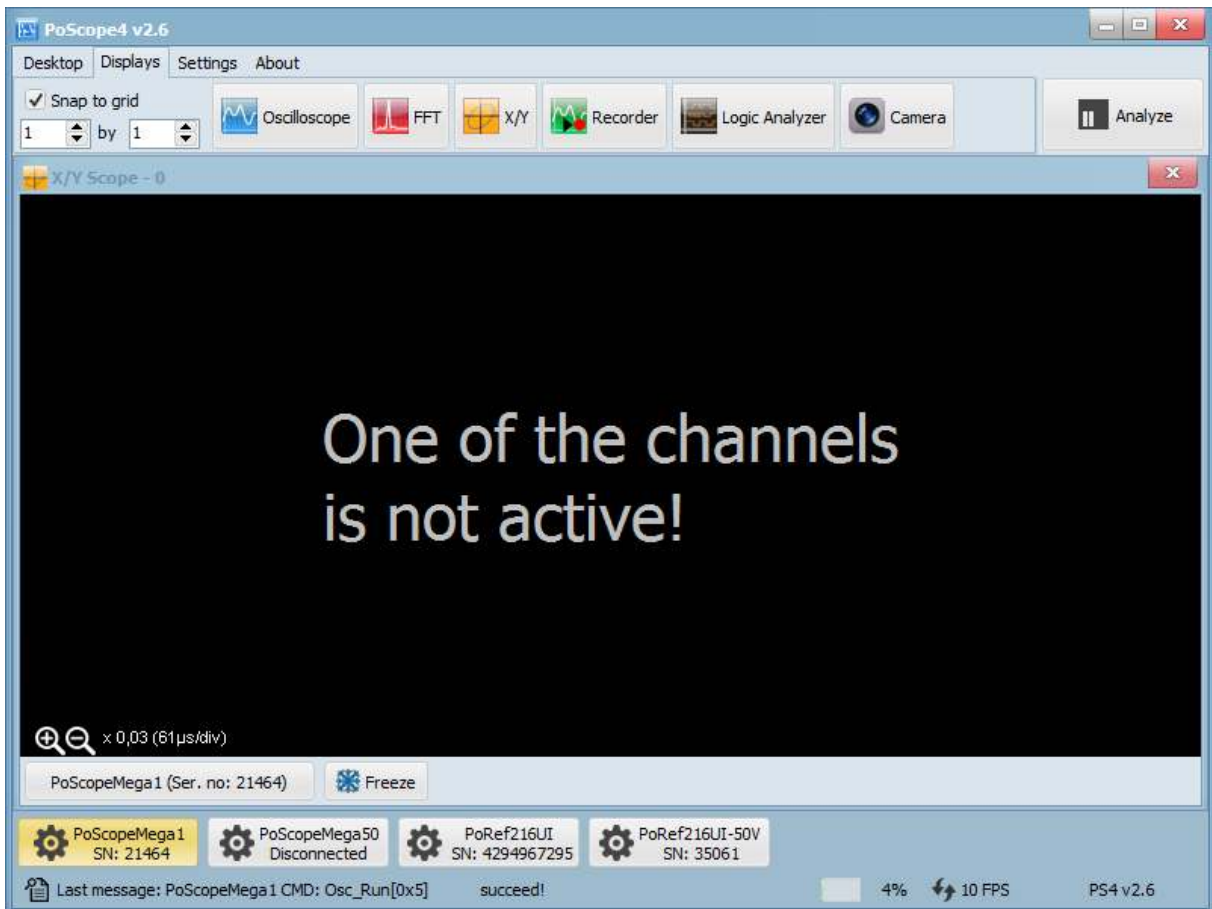 PoScope4 v2.6
Desktop Displays Settings About
Snap to grid
1 by 1
Oscilloscope FFT X/Y Recorder Logic Analyzer Camera Analyze
X/Y Scope - 0
One of the channels
is not active!
x 0,03 (61µs/div)
PoScopeMega1 (Ser. no: 21464) Freeze
PoScopeMega1
SN: 21464
PoScopeMega50
Disconnected
PoRef216UI
SN: 4294967295
PoRef216UI-50V
SN: 35061
Last message: PoScopeMega1 CMD: Osc_Run[0x5] succeed! 4% 10 FPS PS4 v2.6